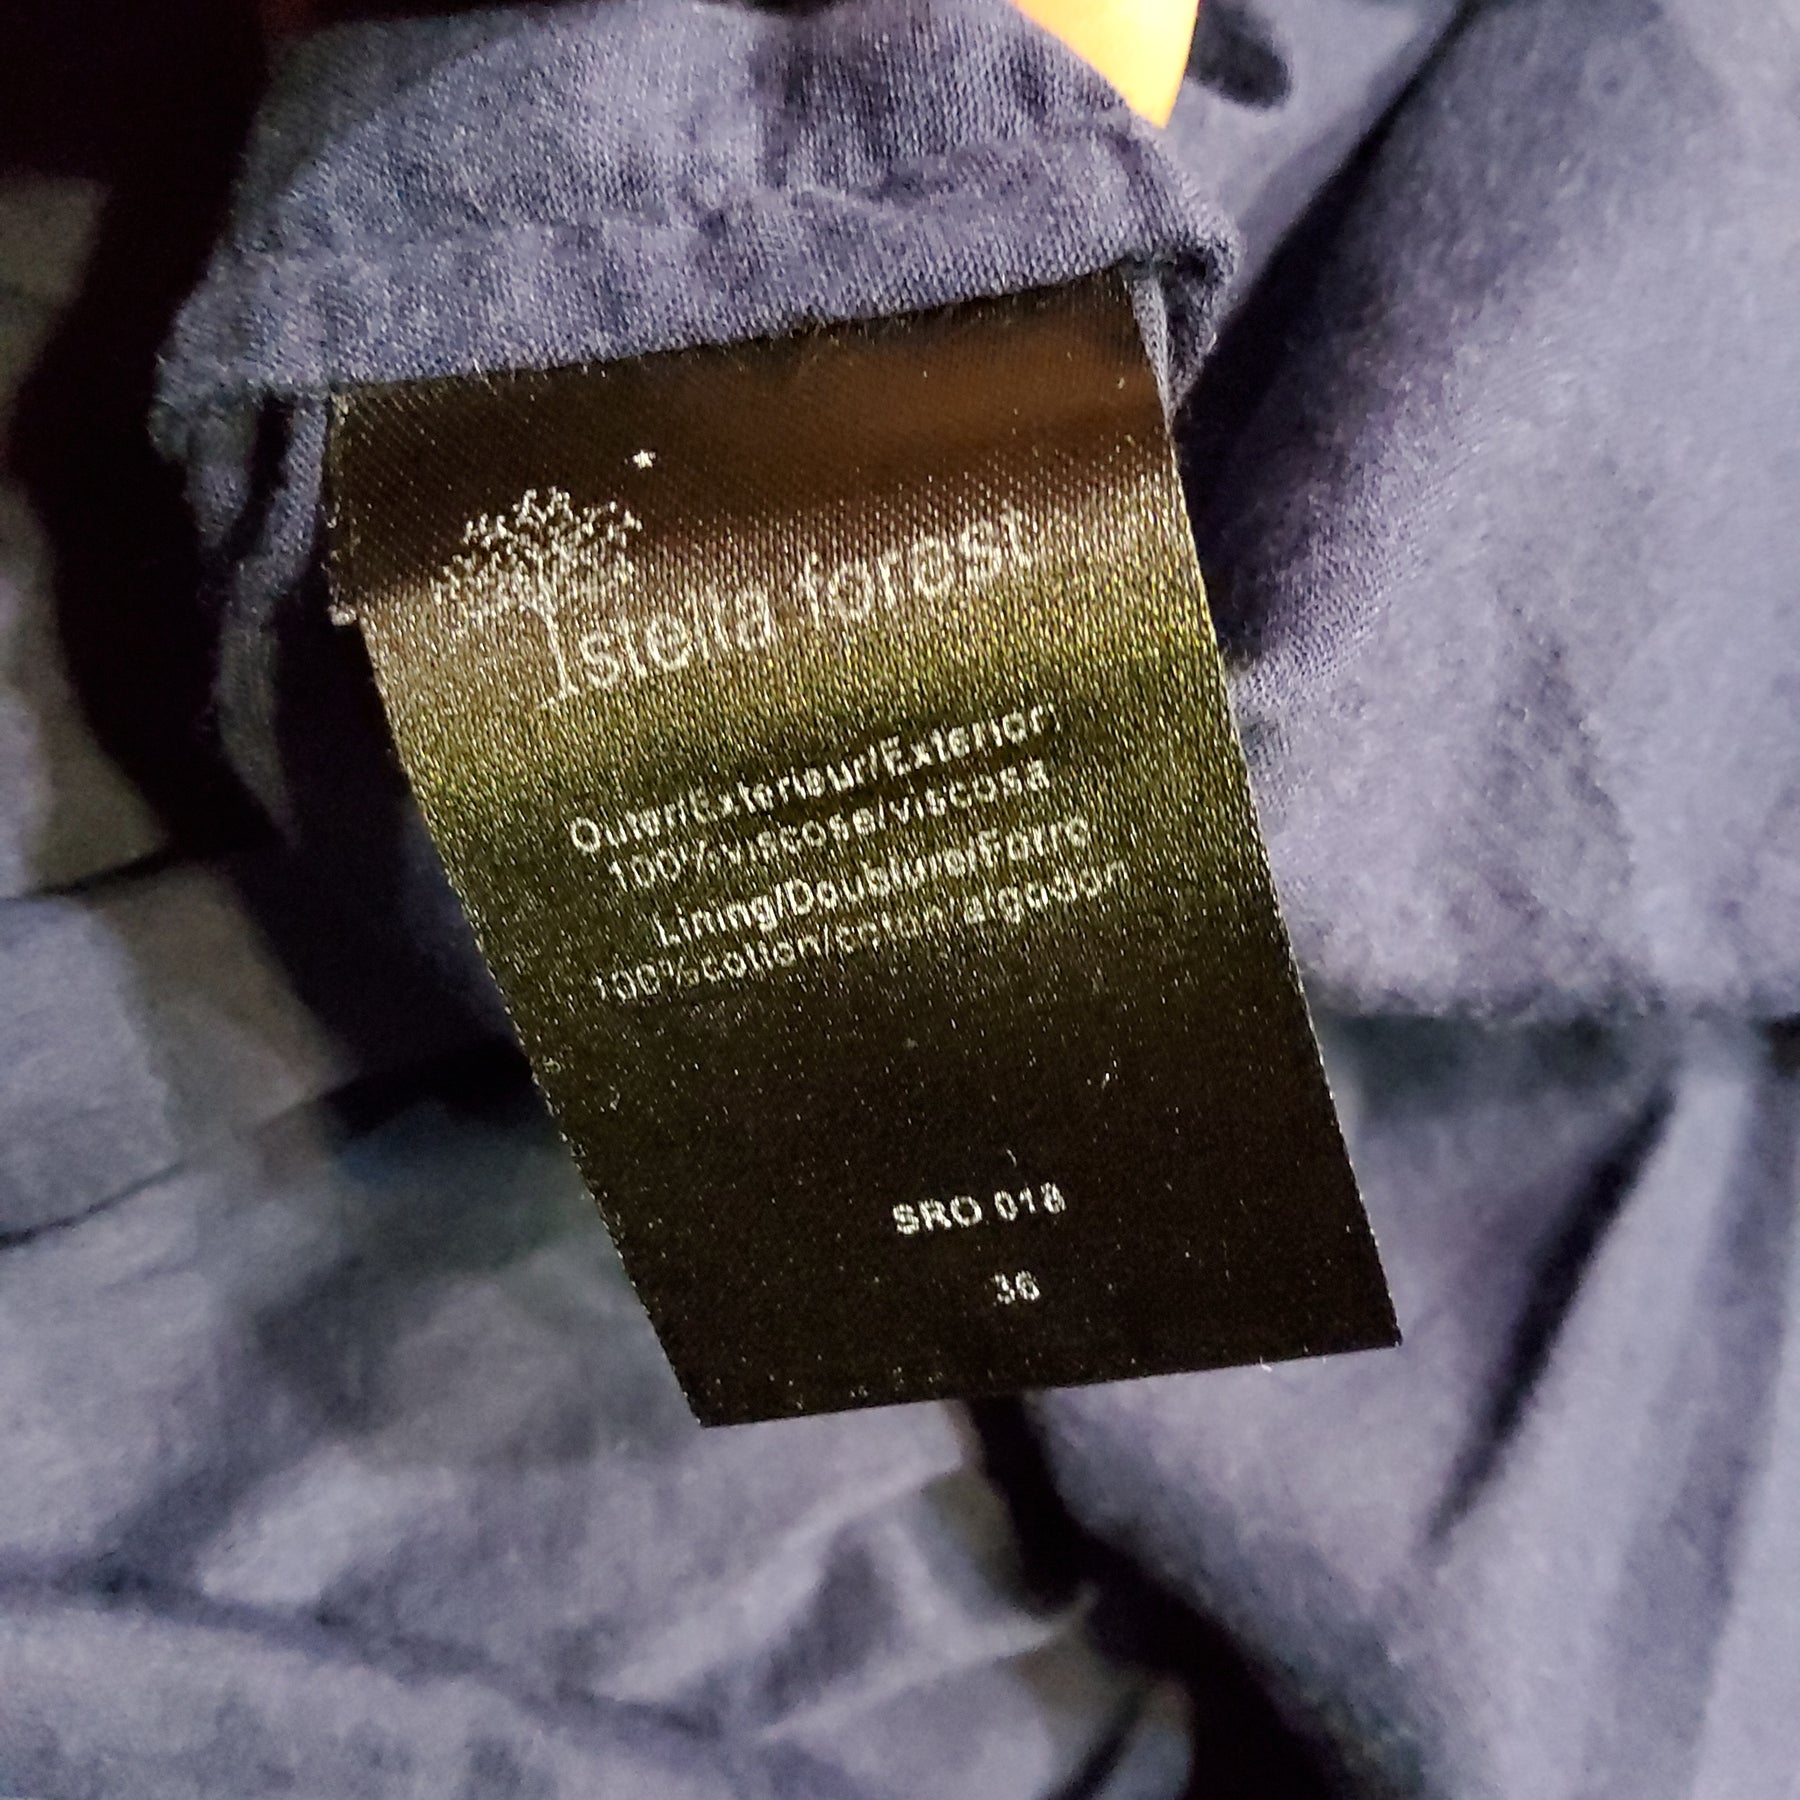 stella forest
Outer/Exterieur/Exterior
100%viscose/viscosa
Lining/Doublure/Forro
100%cotton/coton/algodon
SRO 018
36